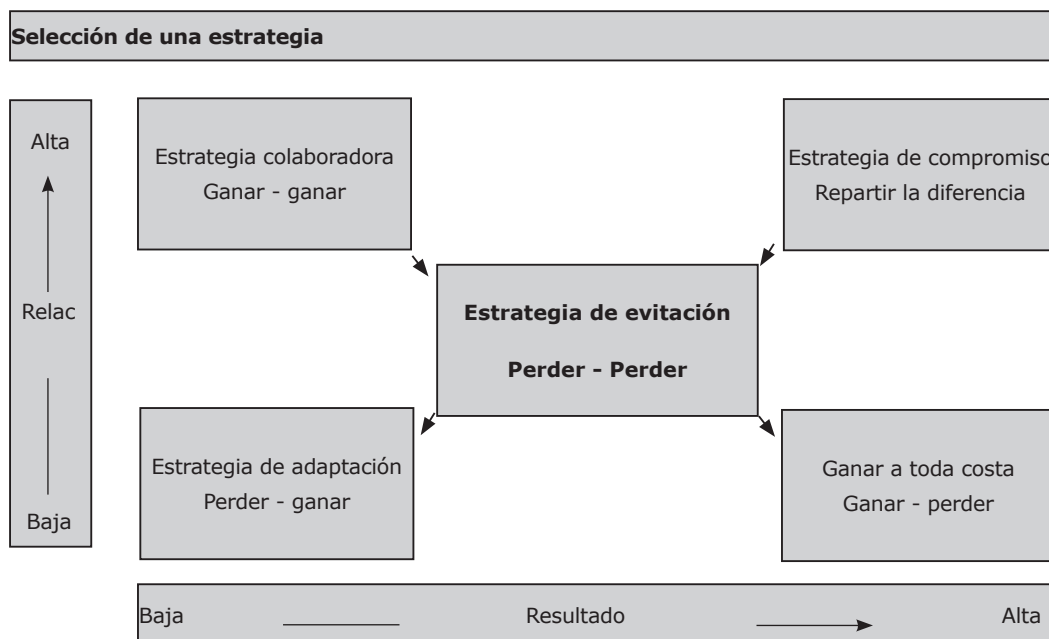 Selección de una estrategia
Alta
Relac
Baja
Estrategia colaboradora
Ganar - ganar
Estrategia de compromiso
Repartir la diferencia
Estrategia de evitación
Perder - Perder
Estrategia de adaptación
Perder - ganar
Ganar a toda costa
Ganar - perder
Baja
Resultado
Alta